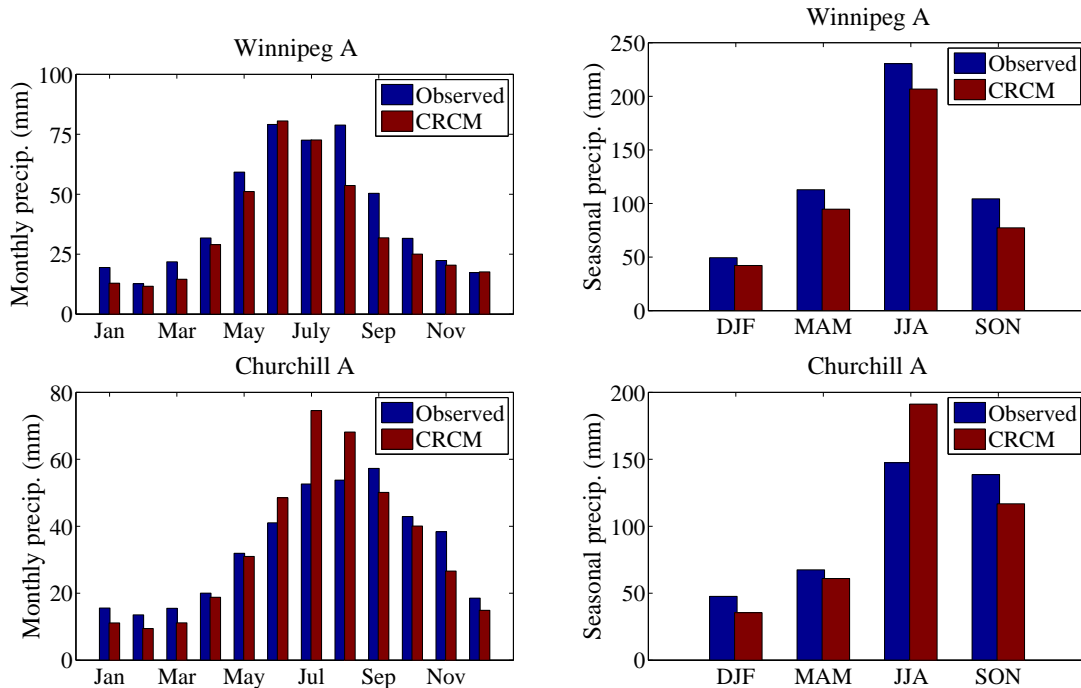 Winnipeg A
Monthly precip. (mm)
100
75
50
25
0
Observed
CRCM
Jan Mar May July Sep Nov
Winnipeg A
Seasonal precip. (mm)
250
200
150
100
50
0
Observed
CRCM
DJF MAM JJA SON
Churchill A
Monthly precip. (mm)
80
60
40
20
0
Observed
CRCM
Jan Mar May Jul Sep Nov
Churchill A
Seasonal precip. (mm)
200
150
100
50
0
Observed
CRCM
DJF MAM JJA SON